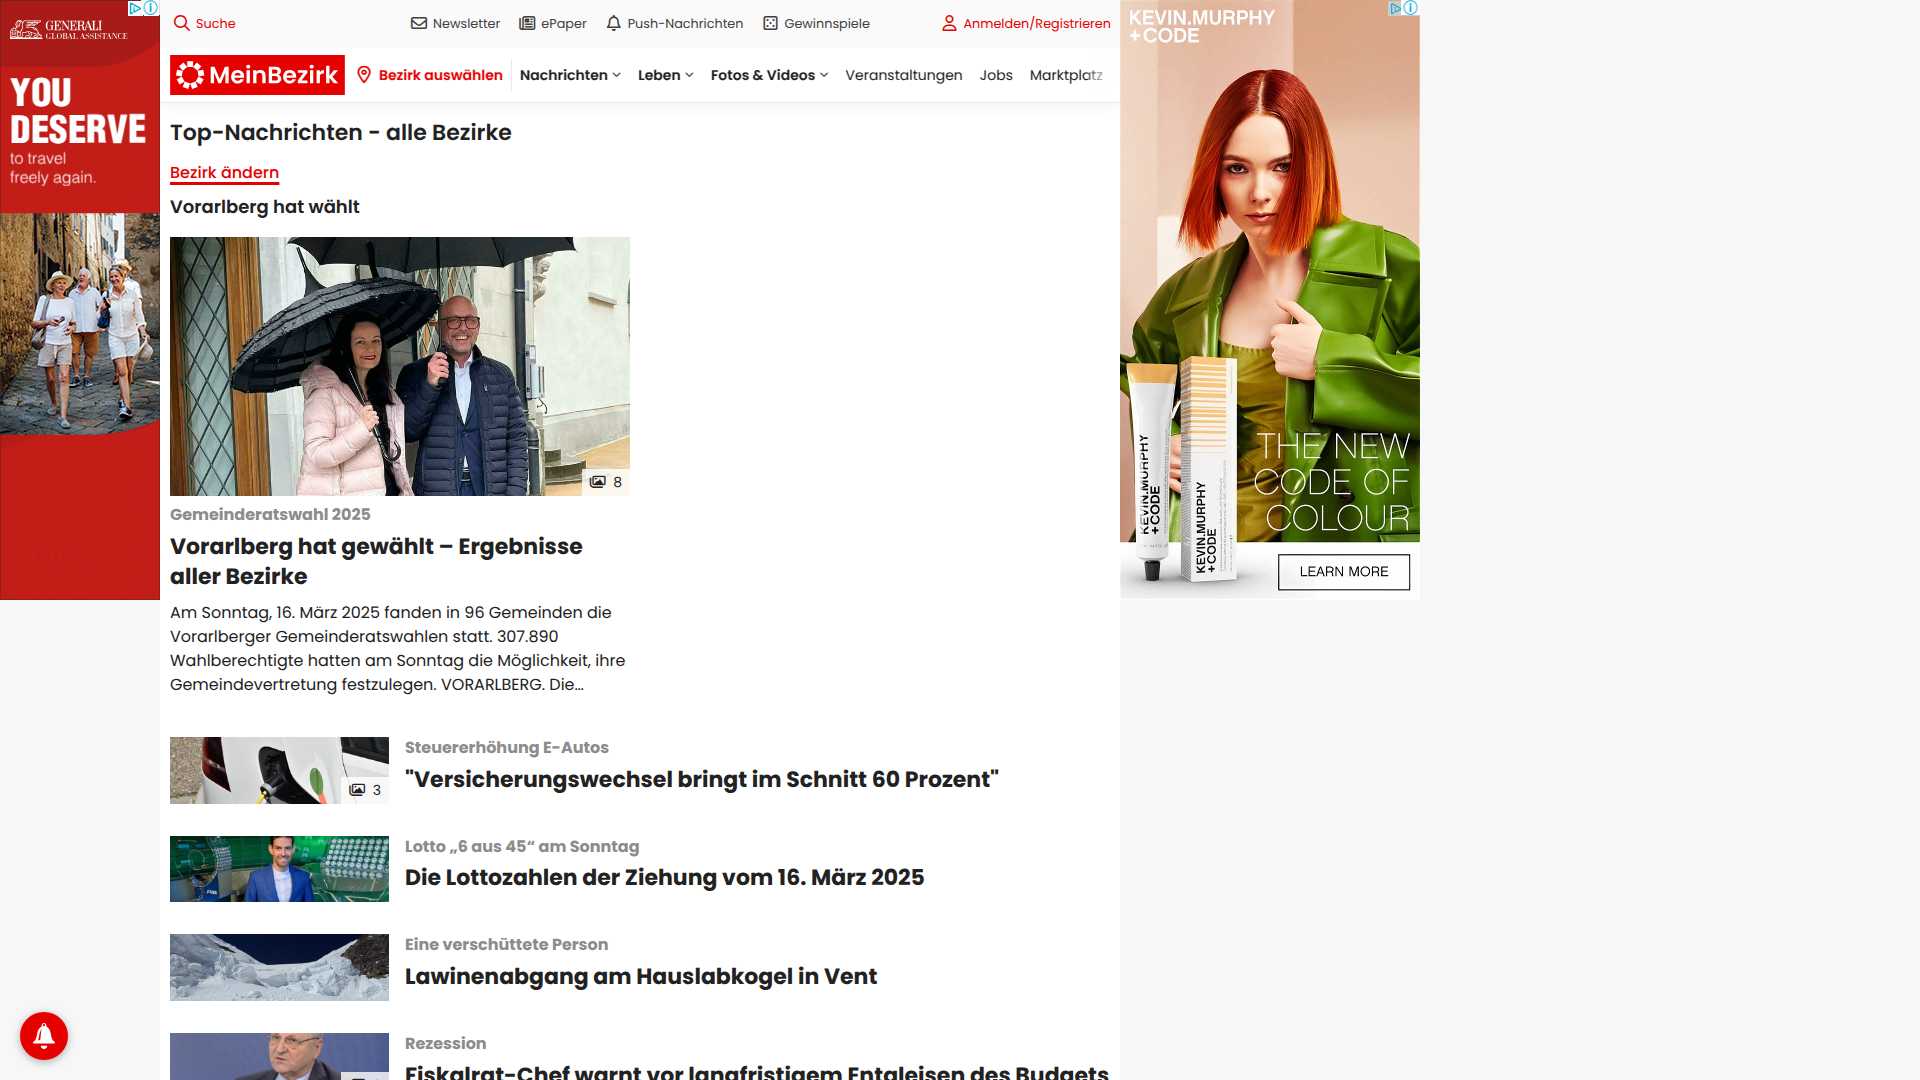 GENERALI
GLOBAL ASSISTANCE
YOU
DESERVE
to travel
freely again.
Suche
Newsletter
ePaper
Push-Nachrichten
Gewinnspiele
Anmelden/Registrieren
MeinBezirk
Bezirk auswählen
Nachrichten
Leben
Fotos & Videos
Veranstaltungen
Jobs
Marktplatz
Top-Nachrichten - alle Bezirke
Bezirk ändern
Vorarlberg hat wählt
8
Gemeinderatswahl 2025
Vorarlberg hat gewählt – Ergebnisse
aller Bezirke
Am Sonntag, 16. März 2025 fanden in 96 Gemeinden die
Vorarlberger Gemeinderatswahlen statt. 307.890
Wahlberechtigte hatten am Sonntag die Möglichkeit, ihre
Gemeindevertretung festzulegen. VORARLBERG. Die...
3
Steuererhöhung E-Autos
"Versicherungswechsel bringt im Schnitt 60 Prozent"
Lotto „6 aus 45“ am Sonntag
Die Lottozahlen der Ziehung vom 16. März 2025
Eine verschüttete Person
Lawinenabgang am Hauslabkogel in Vent
Rezession
Fiskalrat-Chef warnt vor langfristigem Entgleisen des Budgets
KEVIN.MURPHY
+CODE
KEVIN.MURPHY
+CODE
KEVIN.MURPHY
+CODE
THE NEW
CODE OF
COLOUR
LEARN MORE